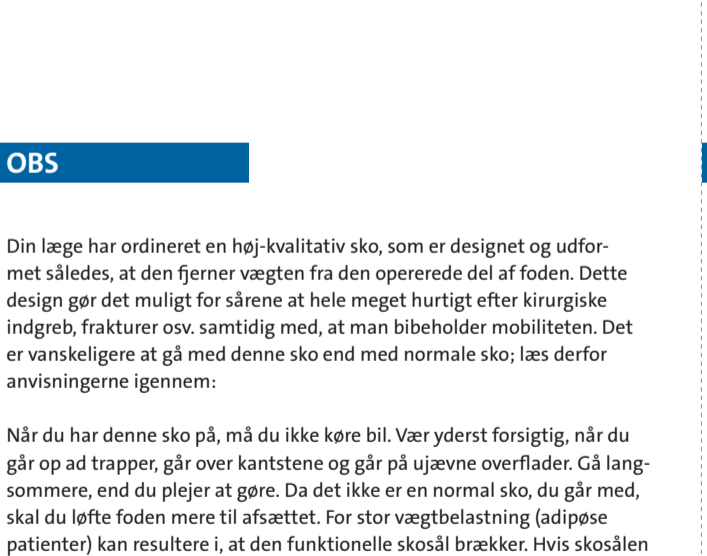 OBS
Din læge har ordineret en høj-kvalitativ sko, som er designet og udfor-
met således, at den fjerner vægten fra den opererede del af foden. Dette
design gør det muligt for sårene at hele meget hurtigt efter kirurgiske
indgreb, frakturer osv. samtidig med, at man bibeholder mobiliteten. Det
er vanskeligere at gå med denne sko end med normale sko; læs derfor
anvisningerne igennem:
Når du har denne sko på, må du ikke køre bil. Vær yderst forsigtig, når du
går op ad trapper, går over kantstene og går på ujævne overflader. Gå lang-
sommere, end du plejer at gøre. Da det ikke er en normal sko, du går med,
skal du løfte foden mere til afsættet. For stor vægtbelastning (adipøse
patienter) kan resultere i, at den funktionelle skosål brækker. Hvis skosålen